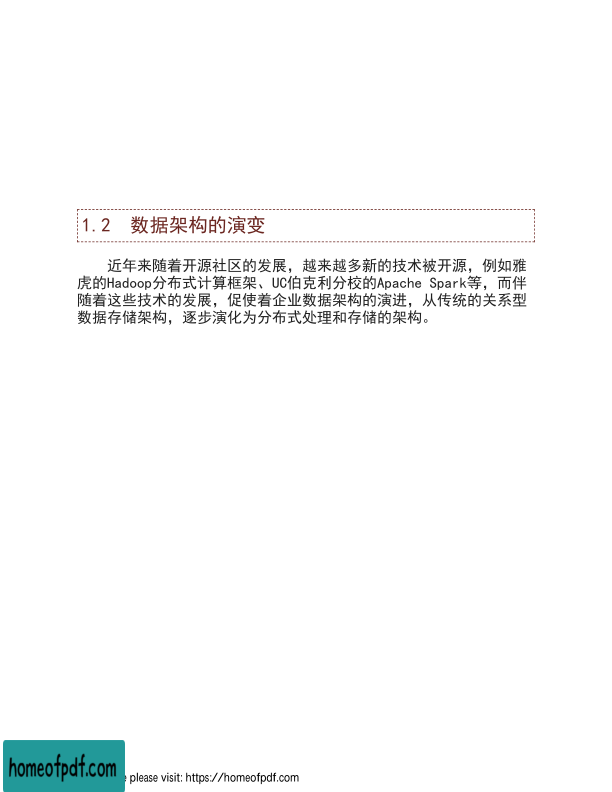 1.2 数据架构的演变
近年来随着开源社区的发展，越来越多新的技术被开源，例如雅
虎的Hadoop分布式计算框架、UC伯克利分校的Apache Spark等，而伴
随着这些技术的发展，促使着企业数据架构的演进，从传统的关系型
数据存储架构，逐步演化为分布式处理和存储的架构。
homeofpdf.com
please visit: https://homeofpdf.com